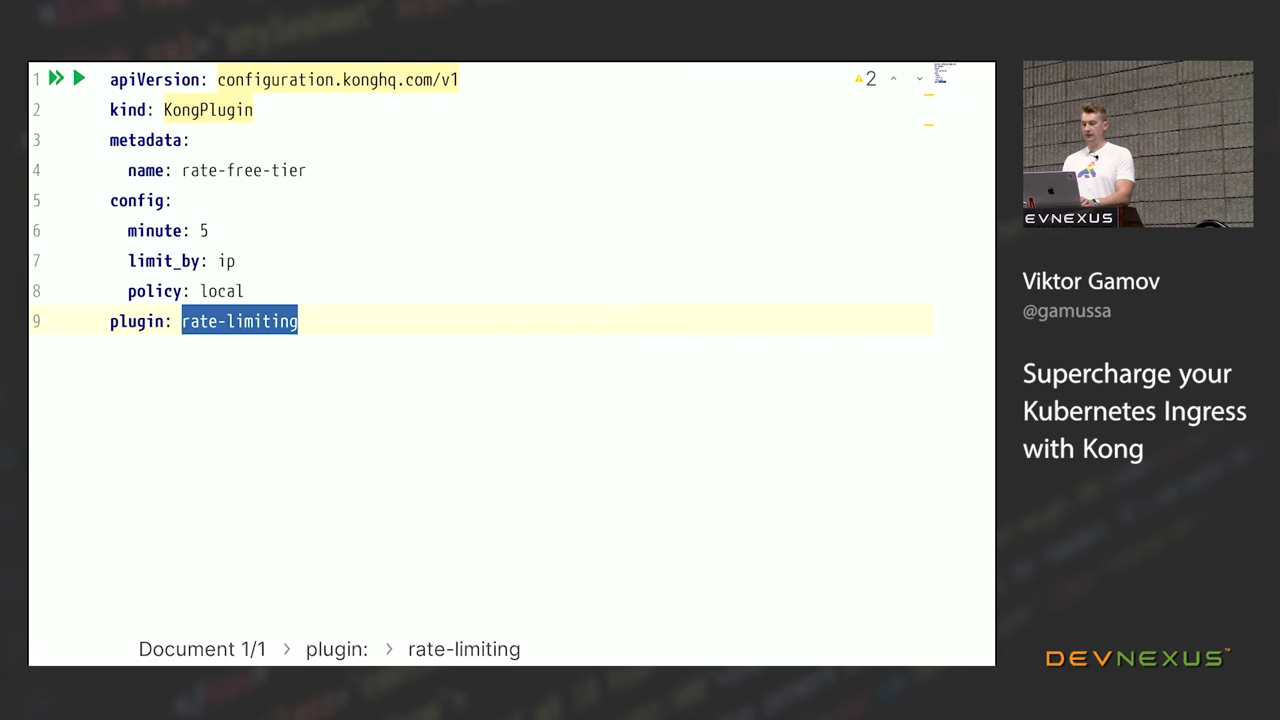 1 apiVersion: configuration.konghq.com/v1
2 kind: KongPlugin
3 metadata:
4 name: rate-free-tier
5 config:
6 minute: 5
7 limit_by: ip
8 policy: local
9 plugin: rate-limiting
2
Document 1/1 > plugin: > rate-limiting
EVNEXUS
Viktor Gamov
@gamussa
Supercharge your
Kubernetes Ingress
with Kong
DEVNEXUS™